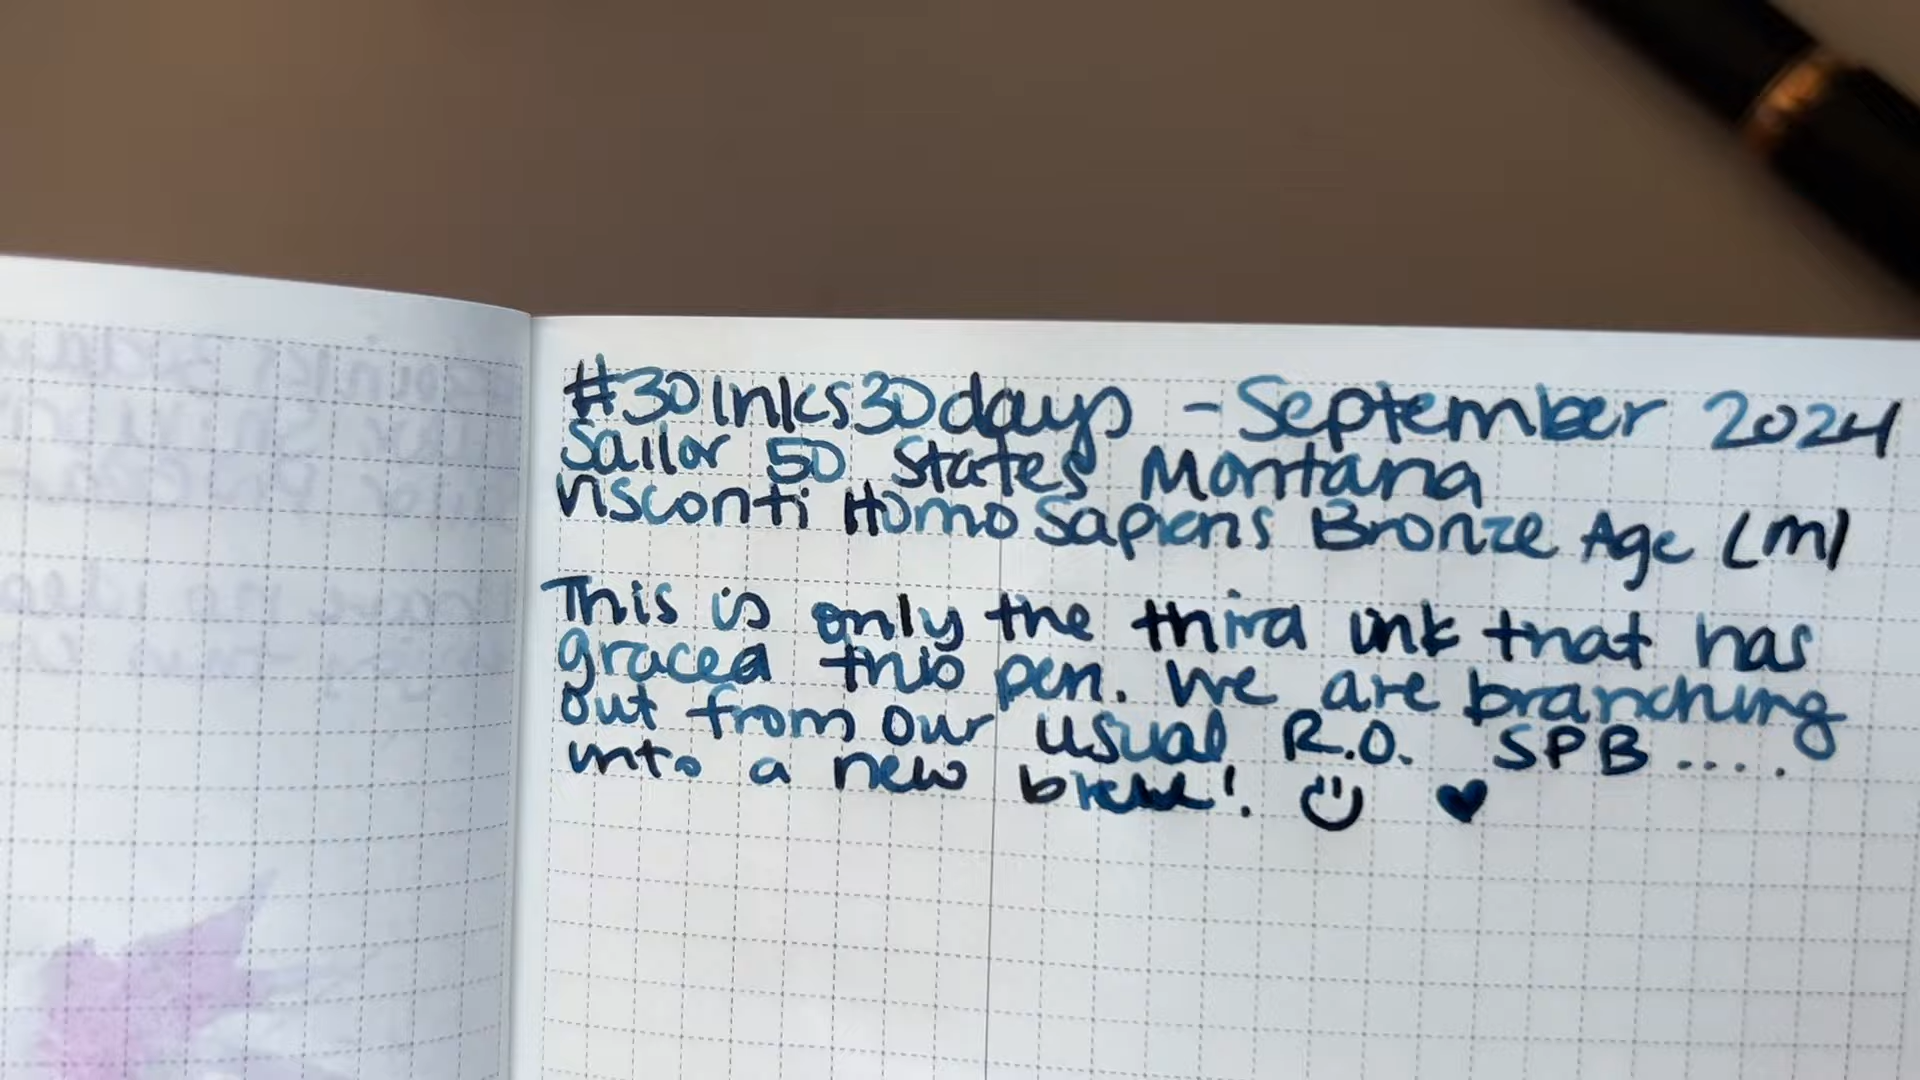 #30inks30days - September 2024
Sailor 50 States Montana
Visconti Homo Sapiens Bronze Age (m)
This is only the third ink that has
graced this pen. We are branching
out from our usual R.O. SPB ....
into a new !. :) ♥